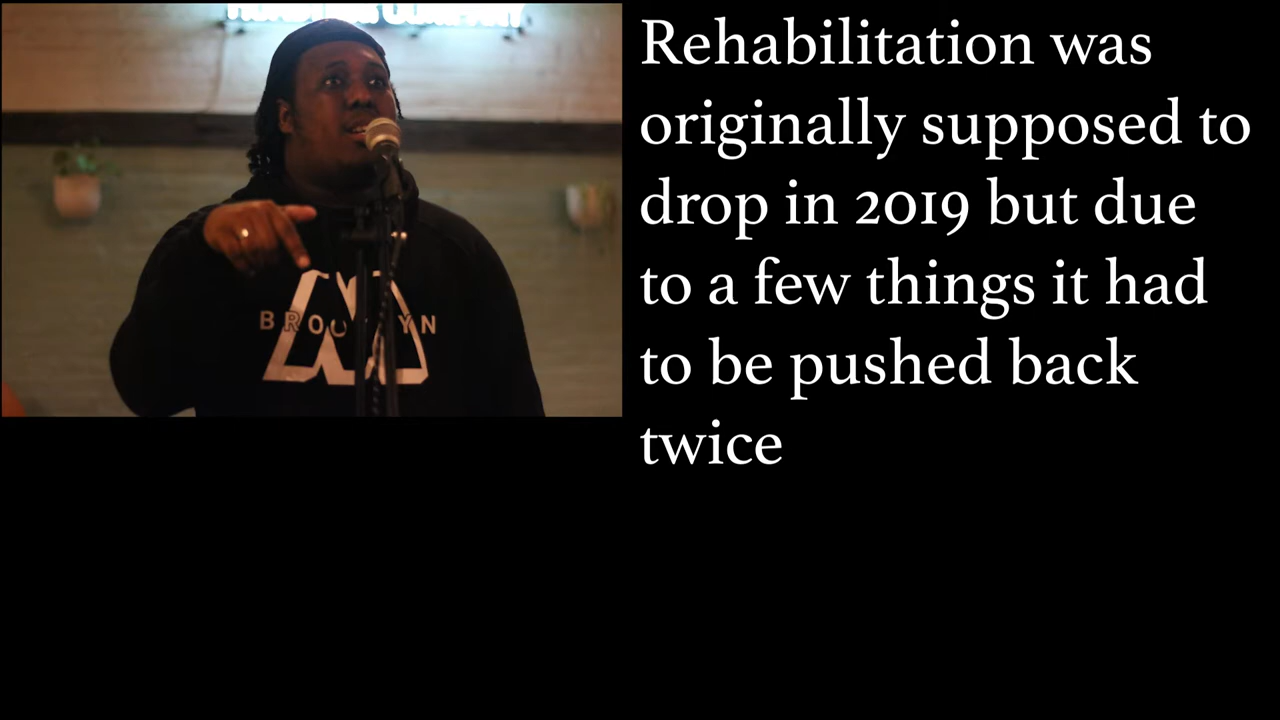 Rehabilitation was
originally supposed to
drop in 2019 but due
to a few things it had
to be pushed back
twice